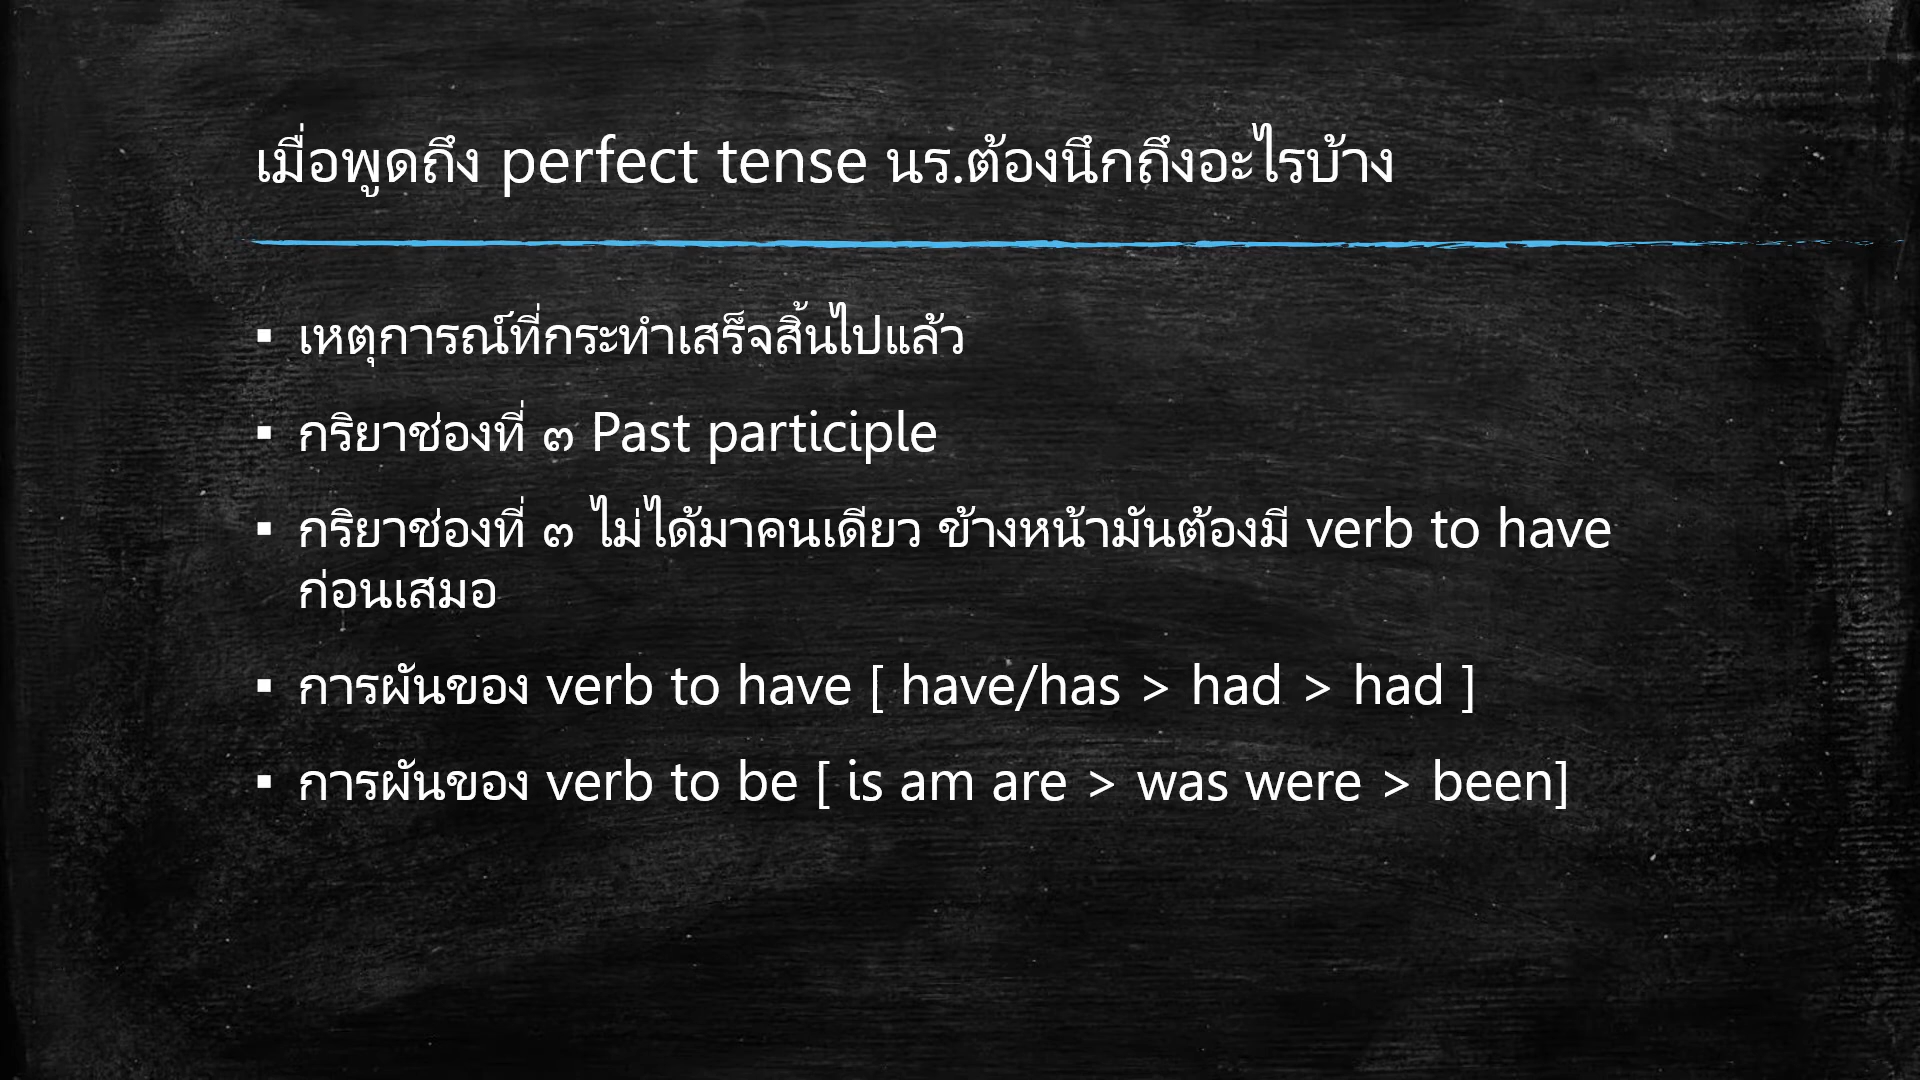 เมื่อพูดถึง perfect tense นร.ต้องนึกถึงอะไรบ้าง
▪ เหตุการณ์ที่กระทำเสร็จสิ้นไปแล้ว
▪ กริยาช่องที่ ๓ Past participle
▪ กริยาช่องที่ ๓ ไม่ได้มาคนเดียว ข้างหน้ามันต้องมี verb to have
ก่อนเสมอ
▪ การผันของ verb to have [ have/has > had > had ]
▪ การผันของ verb to be [ is am are > was were > been]